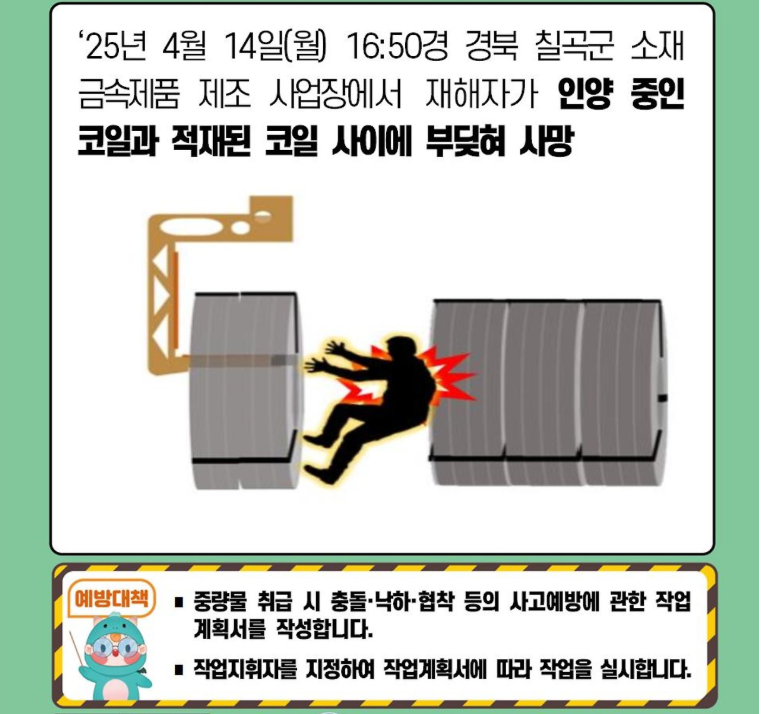 ‘25년 4월 14일(월) 16:50경 경북 칠곡군 소재
금속제품 제조 사업장에서 재해자가 인양 중인
코일과 적재된 코일 사이에 부딪혀 사망
예방대책
▪ 중량물 취급 시 충돌·낙하·협착 등의 사고예방에 관한 작업
계획서를 작성합니다.
▪ 작업지휘자를 지정하여 작업계획서에 따라 작업을 실시합니다.